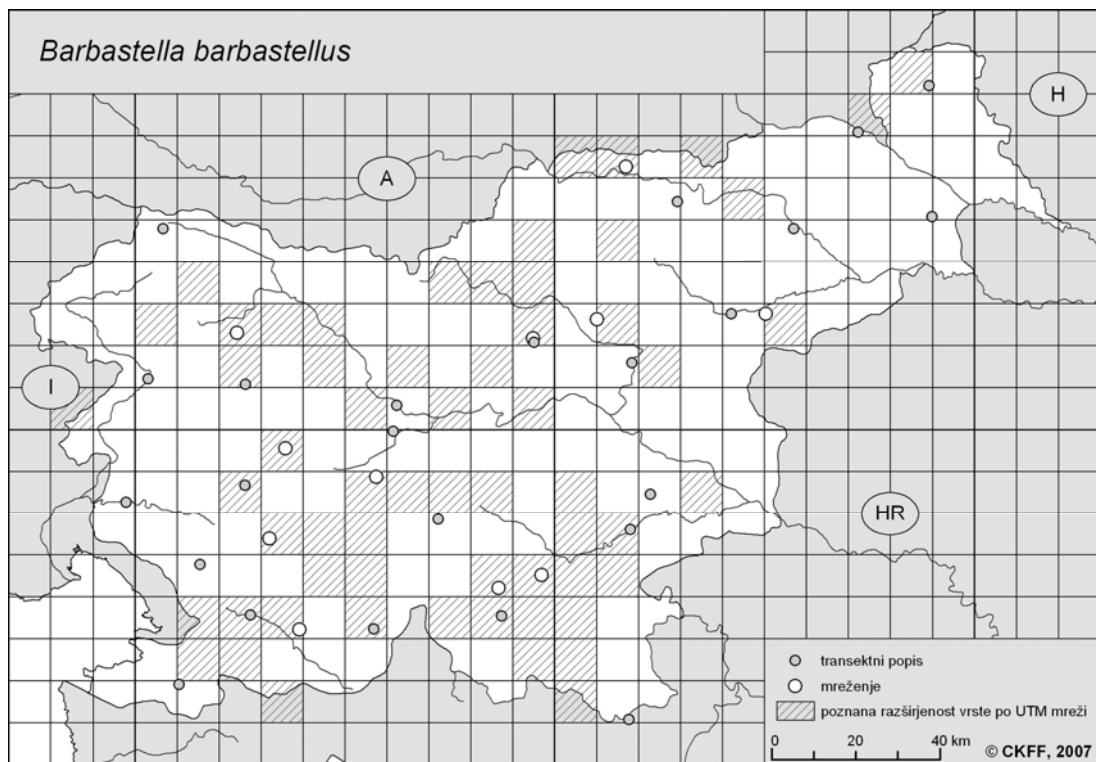 Barbastella barbastellus
H
A
I
HR
transektni popis
mreženje
poznana razširjenost vrste po UTM mreži
0 20 40 km
© CKFF, 2007